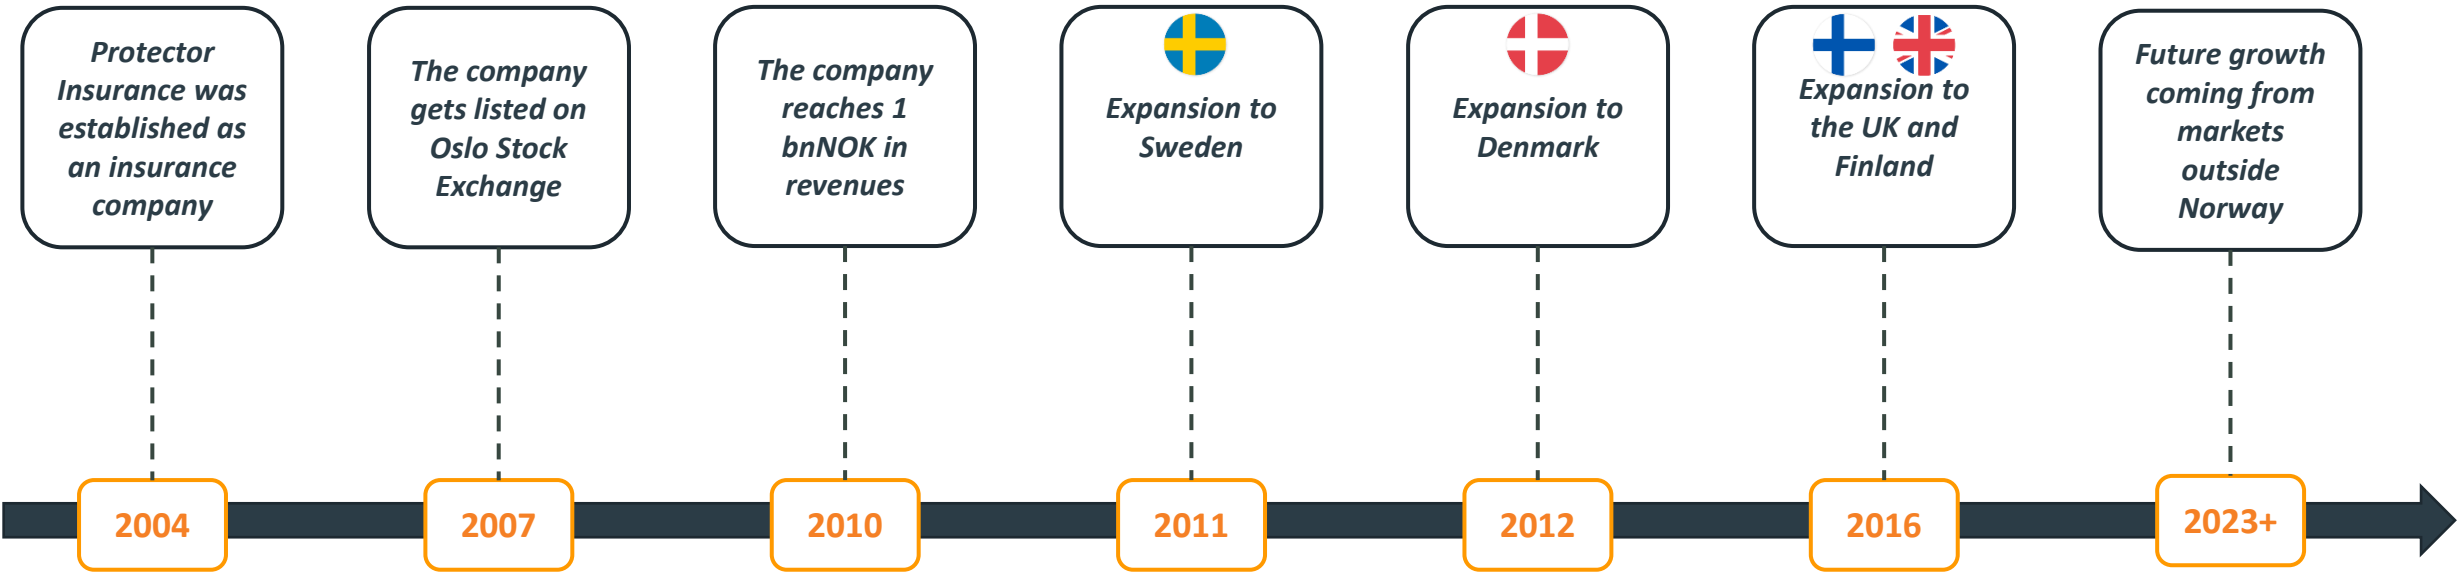 Protector
Insurance was
established as
an insurance
company
The company
gets listed on
Oslo Stock
Exchange
The company
reaches 1
bnNOK in
revenues
Expansion to
Sweden
Expansion to
Denmark
Expansion to
the UK and
Finland
Future growth
coming from
markets
outside
Norway
2004
2007
2010
2011
2012
2016
2023+